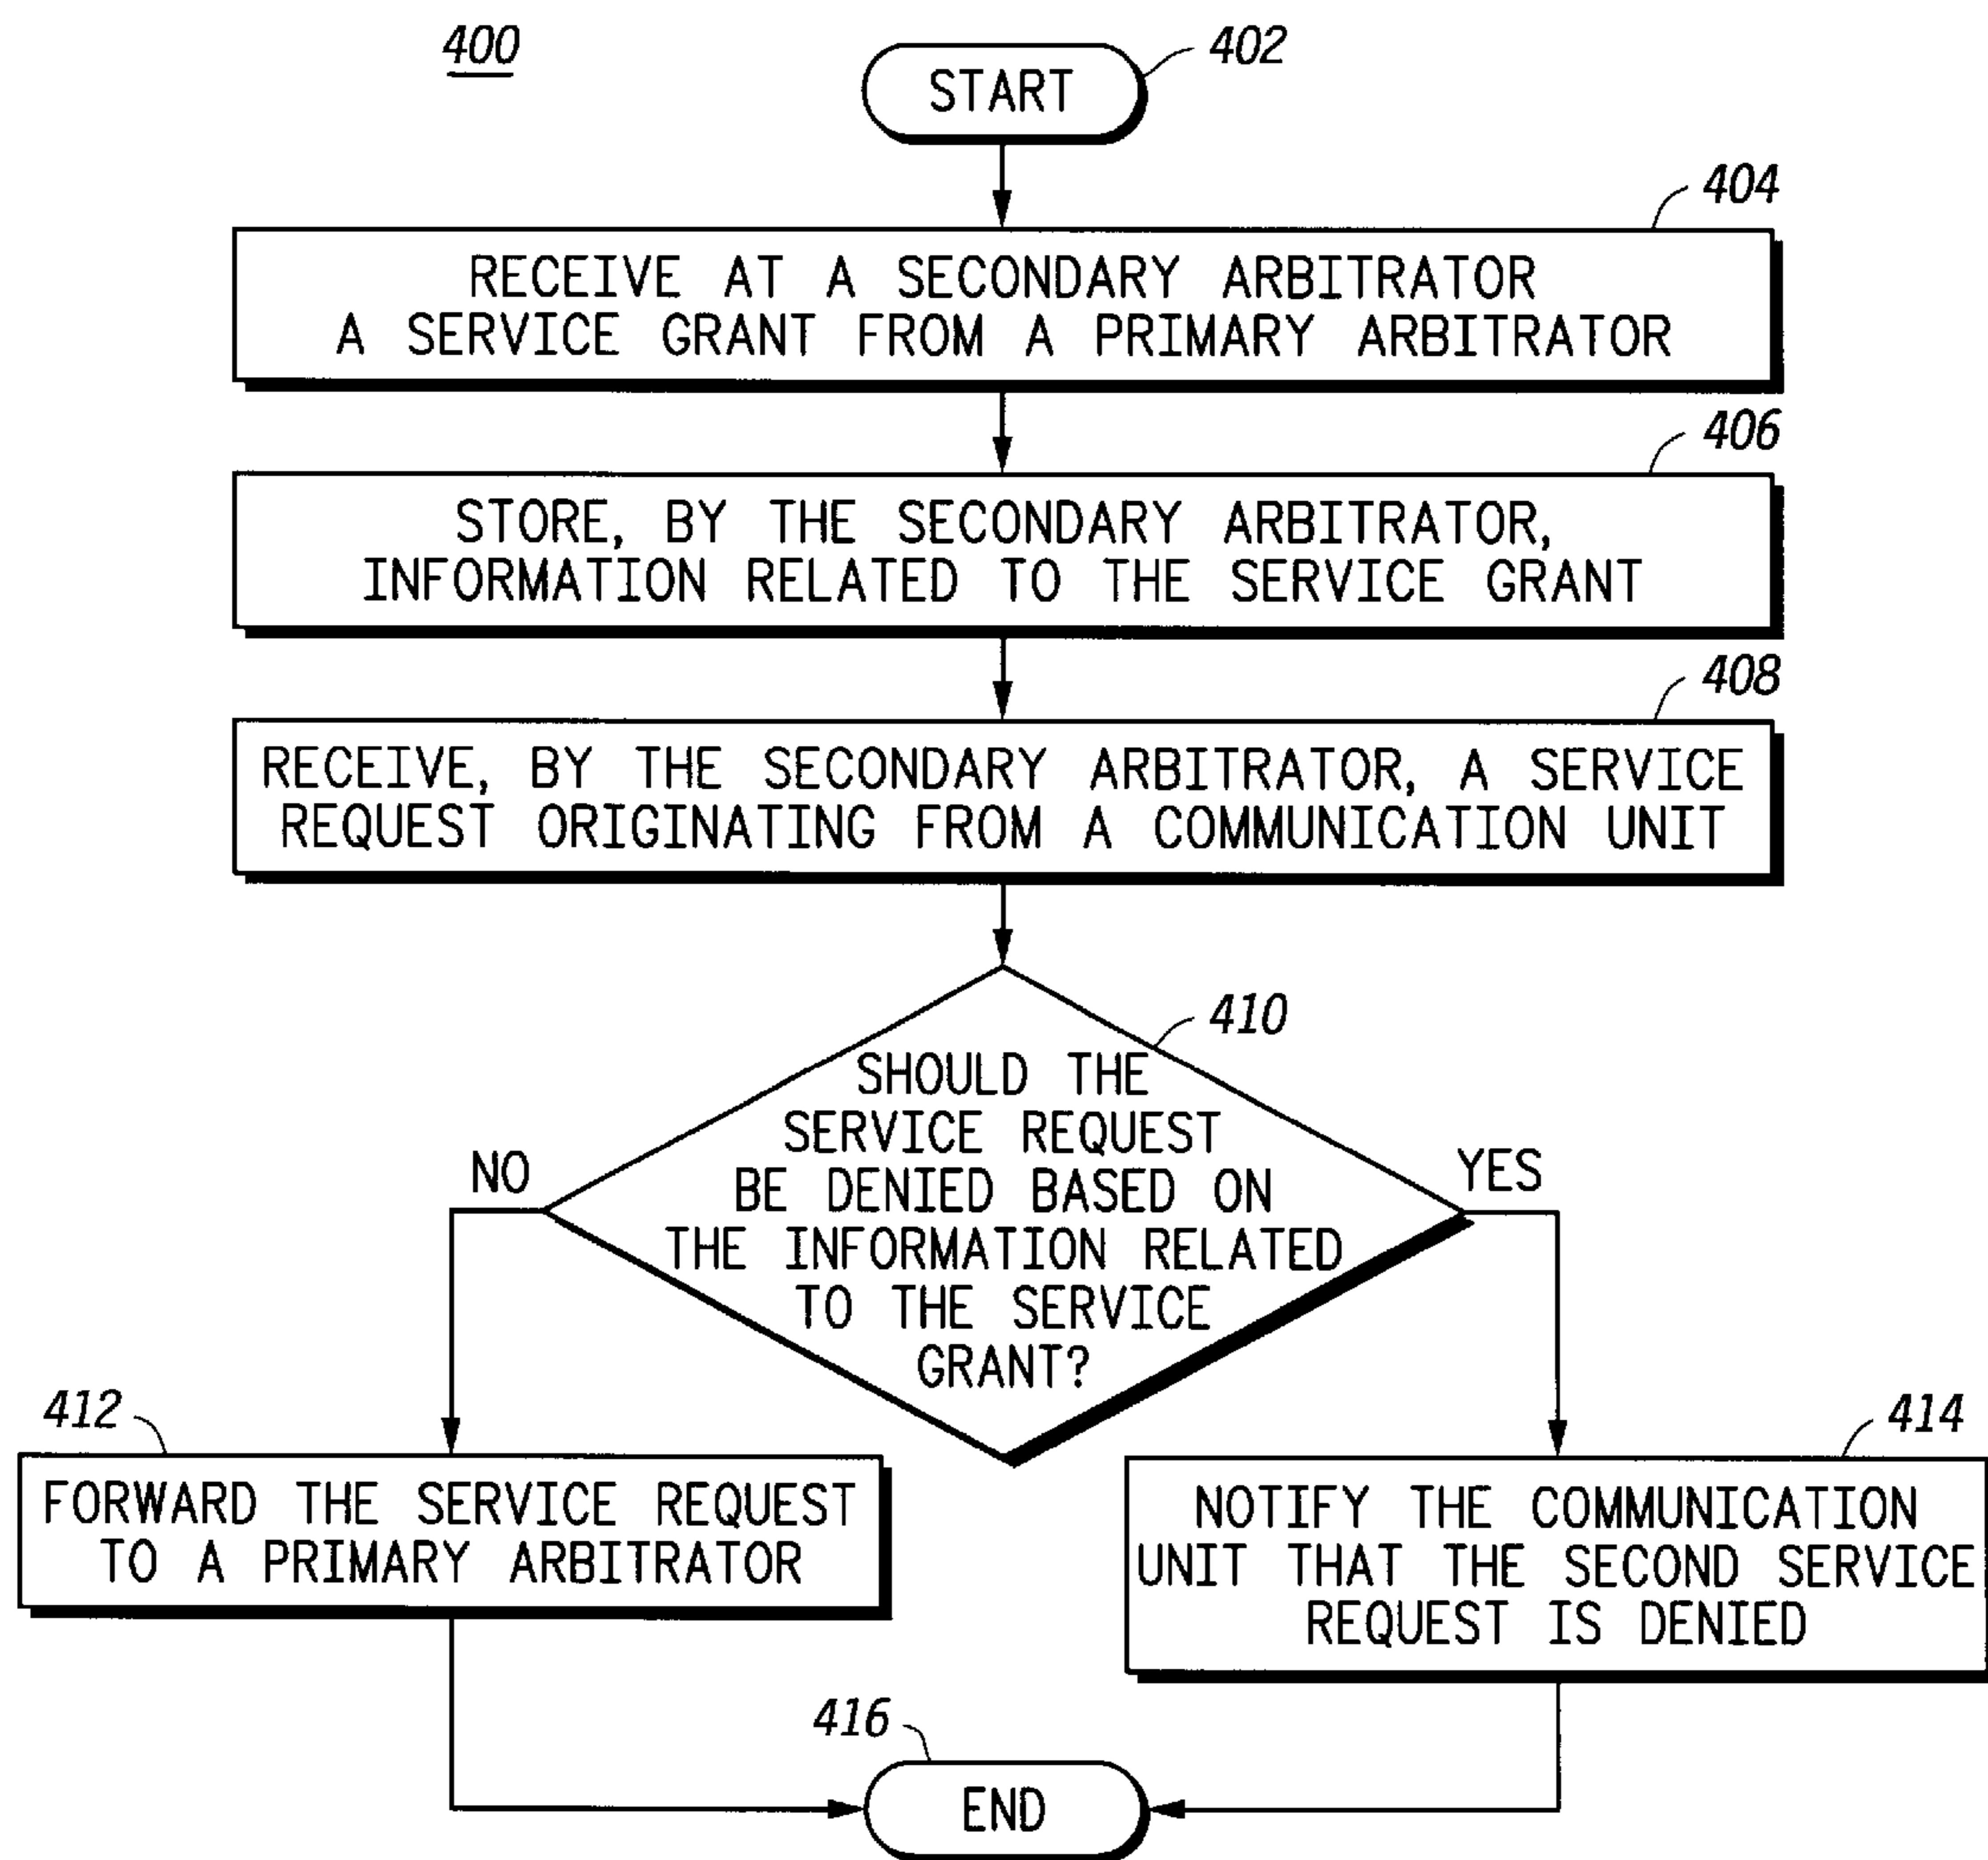 400
START
402
404
RECEIVE AT A SECONDARY ARBITRATOR
A SERVICE GRANT FROM A PRIMARY ARBITRATOR
406
STORE, BY THE SECONDARY ARBITRATOR,
INFORMATION RELATED TO THE SERVICE GRANT
408
RECEIVE, BY THE SECONDARY ARBITRATOR, A SERVICE
REQUEST ORIGINATING FROM A COMMUNICATION UNIT
410
SHOULD THE
SERVICE REQUEST
BE DENIED BASED ON
THE INFORMATION RELATED
TO THE SERVICE
GRANT?
NO
YES
412
FORWARD THE SERVICE REQUEST
TO A PRIMARY ARBITRATOR
414
NOTIFY THE COMMUNICATION
UNIT THAT THE SECOND SERVICE
REQUEST IS DENIED
416
END